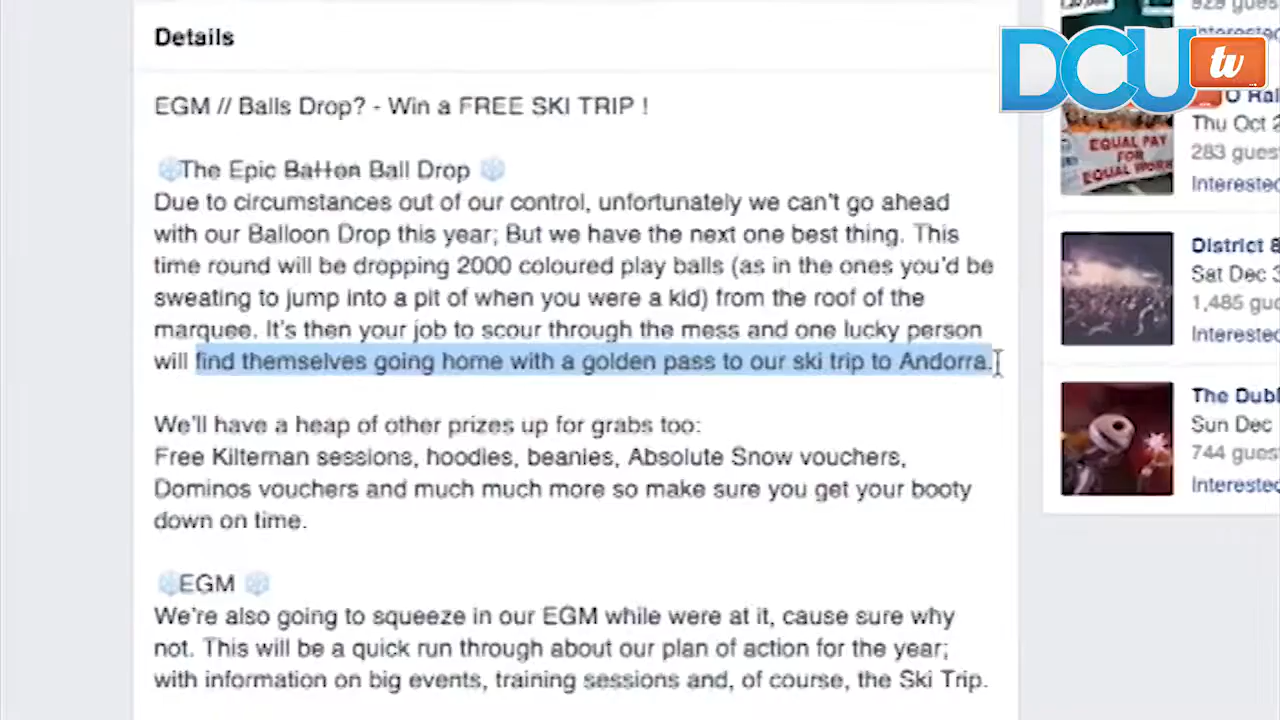 Details
DCU tv
EGM // Balls Drop? - Win a FREE SKI TRIP !
The Epic Balloon Ball Drop
Due to circumstances out of our control, unfortunately we can't go ahead
with our Balloon Drop this year; But we have the next one best thing. This
time round will be dropping 2000 coloured play balls (as in the ones you'd be
sweating to jump into a pit of when you were a kid) from the roof of the
marquee. It's then your job to scour through the mess and one lucky person
will find themselves going home with a golden pass to our ski trip to Andorra.
We'll have a heap of other prizes up for grabs too:
Free Kilternan sessions, hoodies, beanies, Absolute Snow vouchers,
Dominos vouchers and much much more so make sure you get your booty
down on time.
EGM
We're also going to squeeze in our EGM while were at it, cause sure why
not. This will be a quick run through about our plan of action for the year;
with information on big events, training sessions and, of course, the Ski Trip.
929
Interested
Thu Oct
283
Interested
EQUAL PAY
FOR
EQUAL WORK
District 8
Sat Dec
1,485
Interested
The
Sun Dec
744
Interested